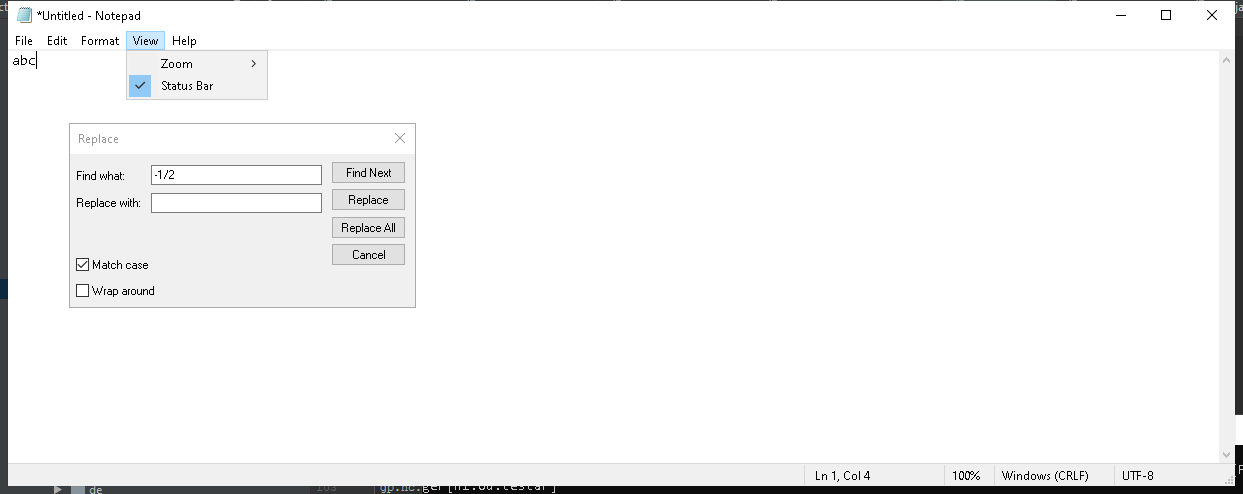 *Untitled - Notepad
File Edit Format View Help
abc
Zoom
Status Bar
Replace
Find what: -1/2 Find Next
Replace with: Replace
Replace All
Cancel
Match case
Wrap around
Ln 1, Col 4 100% Windows (CRLF) UTF-8
de